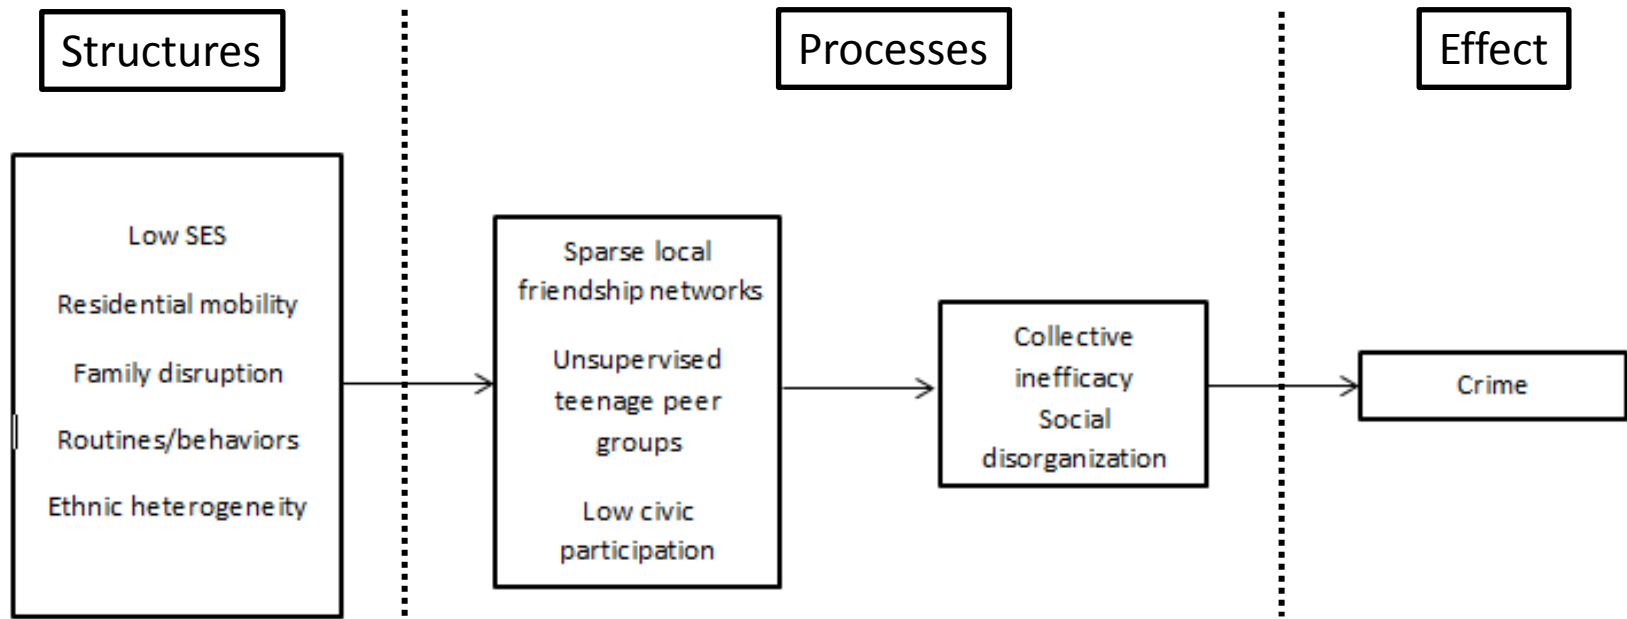 Structures
Processes
Effect
Low SES
Residential mobility
Family disruption
Routines/behaviors
Ethnic heterogeneity
Sparse local
friendship networks
Unsupervised
teenage peer
groups
Low civic
participation
Collective
inefficacy
Social
disorganization
Crime